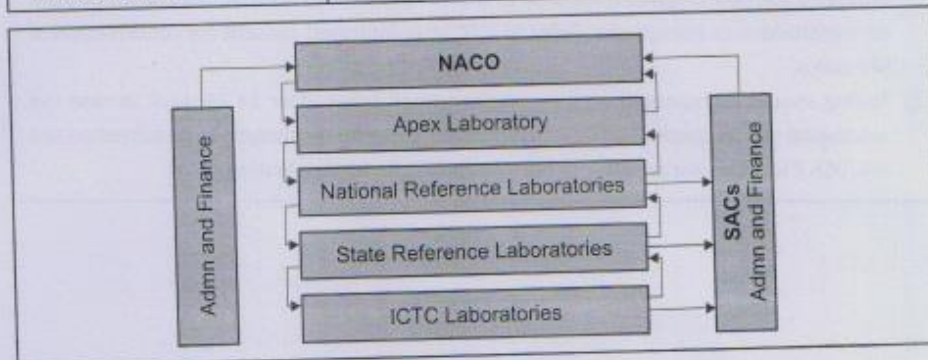 NACO
Apex Laboratory
National Reference Laboratories
State Reference Laboratories
ICTC Laboratories
Admn and Finance
SACs
Admn and Finance